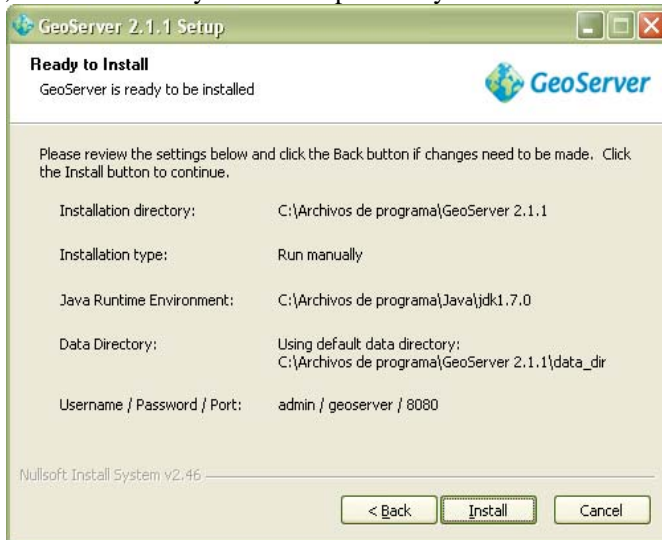 GeoServer 2.1.1 Setup
Ready to Install
GeoServer is ready to be installed
GeoServer
Please review the settings below and click the Back button if changes need to be made. Click
the Install button to continue.
Installation directory: C:\Archivos de programa\GeoServer 2.1.1
Installation type: Run manually
Java Runtime Environment: C:\Archivos de programa\Java\jdk1.7.0
Data Directory: Using default data directory:
C:\Archivos de programa\GeoServer 2.1.1\data_dir
Username / Password / Port: admin / geoserver / 8080
Nullsoft Install System v2.46
< Back Install Cancel